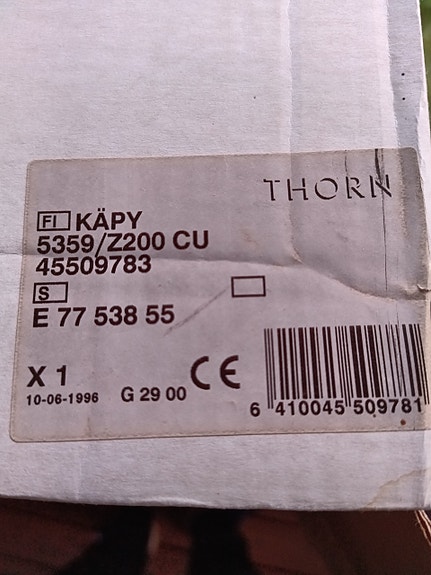 THORN
FI KÄPY
5359/Z200 CU
45509783
S
E 77 538 55
X 1
10-06-1996 G 29 00 CE
6 410045 509781